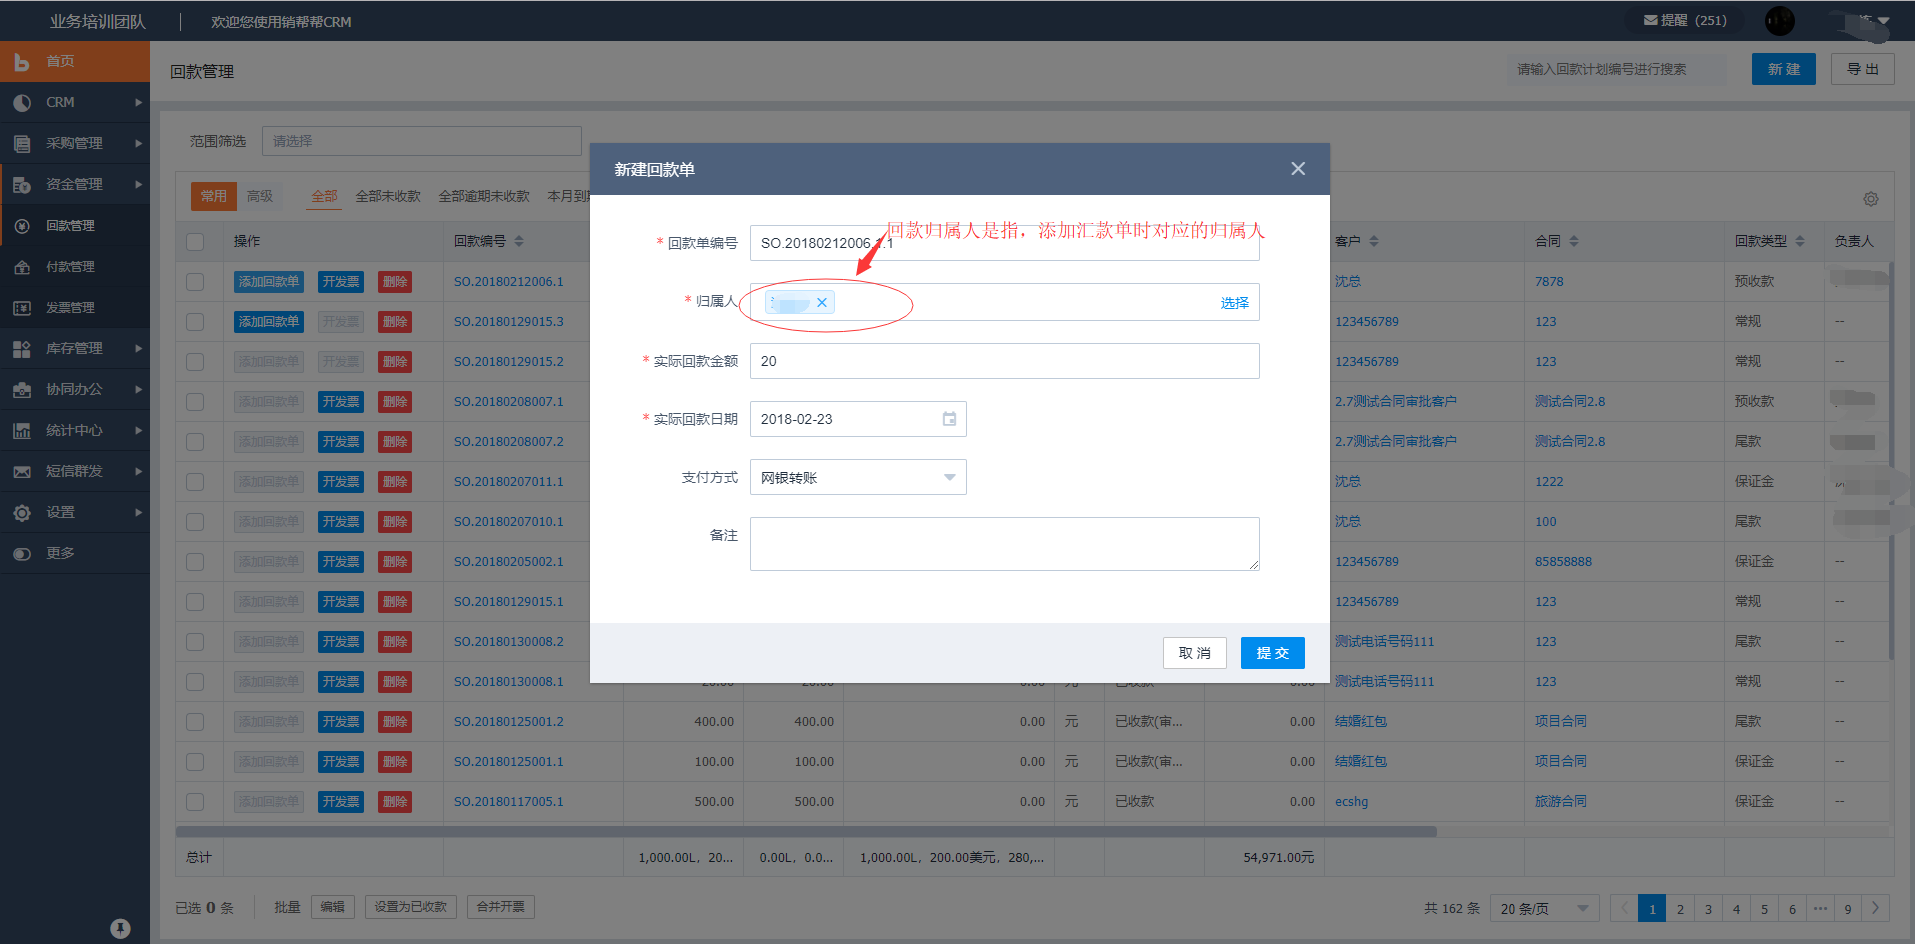 业务培训团队 欢迎您使用销帮帮CRM 提醒（251）
首页
CRM
采购管理
资金管理
回款管理
付款管理
发票管理
库存管理
协同办公
统计中心
短信群发
设置
更多
回款管理 请输入回款计划编号进行搜索 新 建 导 出
范围筛选 请选择
常用 高级 全部 全部未收款 全部逾期未收款 本月到
操作 回款编号 客户 合同 回款类型 负责人
添加回款单 开发票 删除 SO.20180212006.1 沈总 7878 预收款
添加回款单 开发票 删除 SO.20180129015.3 123456789 123 常规 --
添加回款单 开发票 删除 SO.20180129015.2 123456789 123 常规 --
添加回款单 开发票 删除 SO.20180208007.1 2.7测试合同审批客户 测试合同2.8 预收款
添加回款单 开发票 删除 SO.20180208007.2 2.7测试合同审批客户 测试合同2.8 尾款
添加回款单 开发票 删除 SO.20180207011.1 沈总 1222 保证金
添加回款单 开发票 删除 SO.20180207010.1 沈总 100 尾款
添加回款单 开发票 删除 SO.20180205002.1 123456789 85858888 保证金 --
添加回款单 开发票 删除 SO.20180129015.1 123456789 123 常规 --
添加回款单 开发票 删除 SO.20180130008.2 测试电话号码111 123 尾款 --
添加回款单 开发票 删除 SO.20180130008.1 测试电话号码111 123 常规 --
添加回款单 开发票 删除 SO.20180125001.2 400.00 400.00 0.00 元 已收款(审... 0.00 结婚红包 项目合同 尾款 --
添加回款单 开发票 删除 SO.20180125001.1 100.00 100.00 0.00 元 已收款(审... 0.00 结婚红包 项目合同 保证金 --
添加回款单 开发票 删除 SO.20180117005.1 500.00 500.00 0.00 元 已收款 0.00 ecshg 旅游合同 保证金 --
总计 1,000.00L，20... 0.00L，0.0... 1,000.00L，200.00美元，280,... 54,971.00元
已选 0 条 批量 编辑 设置为已收款 合并开票 共 162 条 20 条/页 1 2 3 4 5 6 ••• 9
新建回款单
回款归属人是指，添加汇款单时对应的归属人
* 回款单编号 SO.20180212006.1.1
* 归属人 选择
* 实际回款金额 20
* 实际回款日期 2018-02-23
支付方式 网银转账
备注
取 消 提 交